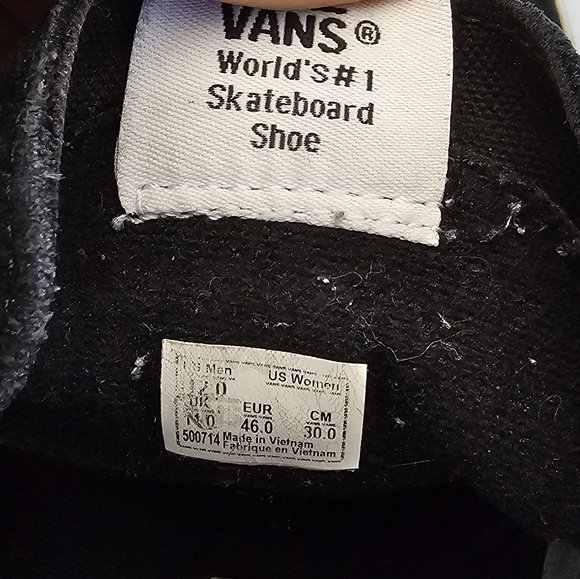 VANS®
World's #1
Skateboard
Shoe
Men US Women
UK EUR CM
46.0 30.0
500714 Made in Vietnam
Fabrique en Vietnam